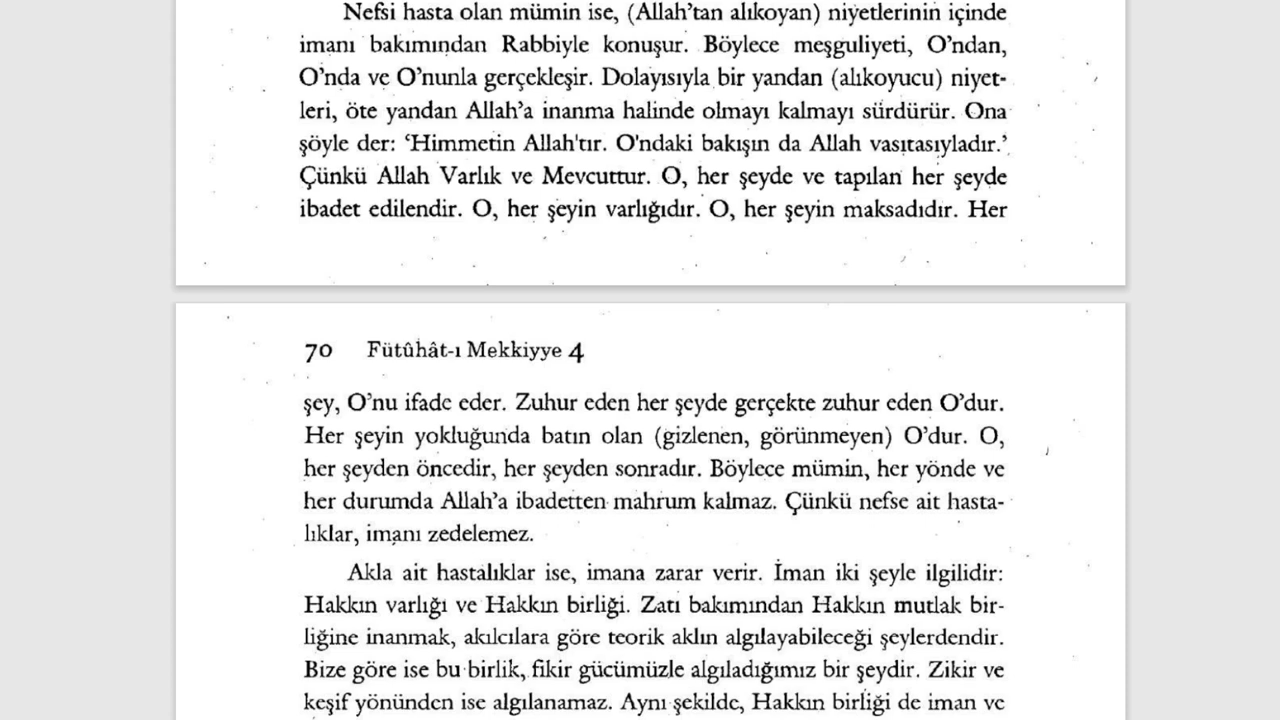 Nefsi hasta olan mümin ise, (Allah’tan alıkoyan) niyetlerinin içinde
imanı bakımından Rabbiyle konuşur. Böylece meşguliyeti, O’ndan,
O’nda ve O’nunla gerçekleşir. Dolayısıyla bir yandan (alıkoyucu) niyet-
leri, öte yandan Allah’a inanma halinde olmayı kalmayı sürdürür. Ona
şöyle der: ‘Himmetin Allah'tır. O'ndaki bakışın da Allah vasıtasıyladır.’
Çünkü Allah Varlık ve Mevcuttur. O, her şeyde ve tapılan her şeyde
ibadet edilendir. O, her şeyin varlığıdır. O, her şeyin maksadıdır. Her
70 Fütûhât-ı Mekkiyye 4
şey, O’nu ifade eder. Zuhur eden her şeyde gerçekte zuhur eden O’dur.
Her şeyin yokluğunda batın olan (gizlenen, görünmeyen) O’dur. O,
her şeyden öncedir, her şeyden sonradır. Böylece mümin, her yönde ve
her durumda Allah’a ibadetten mahrum kalmaz. Çünkü nefse ait hasta-
lıklar, imanı zedelemez.
Akla ait hastalıklar ise, imana zarar verir. İman iki şeyle ilgilidir:
Hakkın varlığı ve Hakkın birliği. Zatı bakımından Hakkın mutlak bir-
liğine inanmak, akılcılara göre teorik aklın algılayabileceği şeylerdendir.
Bize göre ise bu birlik, fikir gücümüzle algıladığımız bir şeydir. Zikir ve
keşif yönünden ise algılanamaz. Aynı şekilde, Hakkın birliği de iman ve